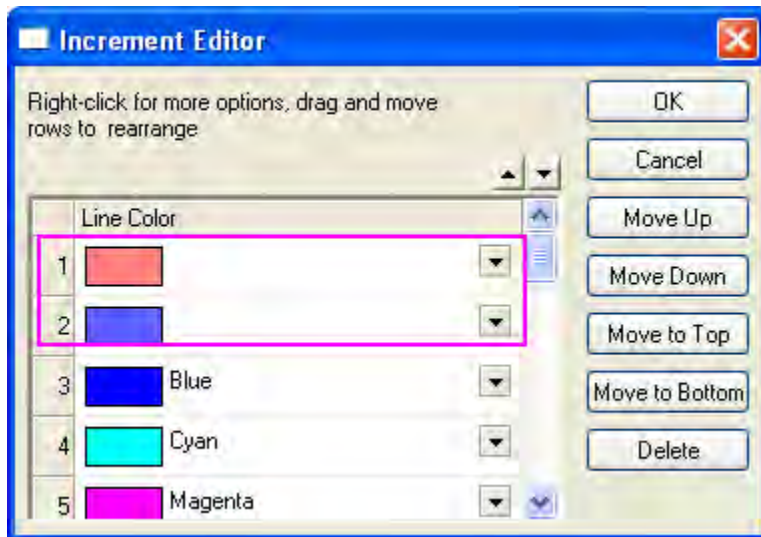 Increment Editor
Right-click for more options, drag and move
rows to rearrange
OK
Cancel
Move Up
Move Down
Move to Top
Move to Bottom
Delete
Line Color
1
2
3 Blue
4 Cyan
5 Magenta